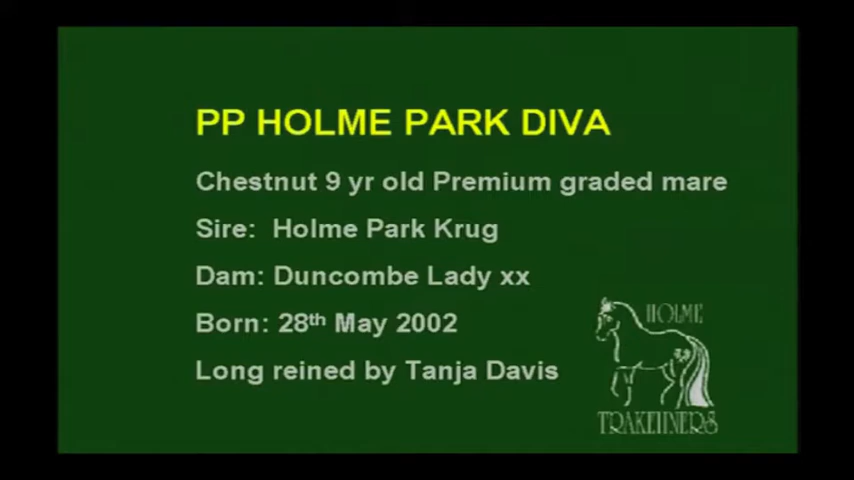 PP HOLME PARK DIVA
Chestnut 9 yr old Premium graded mare
Sire: Holme Park Krug
Dam: Duncombe Lady xx
Born: 28th May 2002
Long reined by Tanja Davis
HOLME
TRAKEHNERS